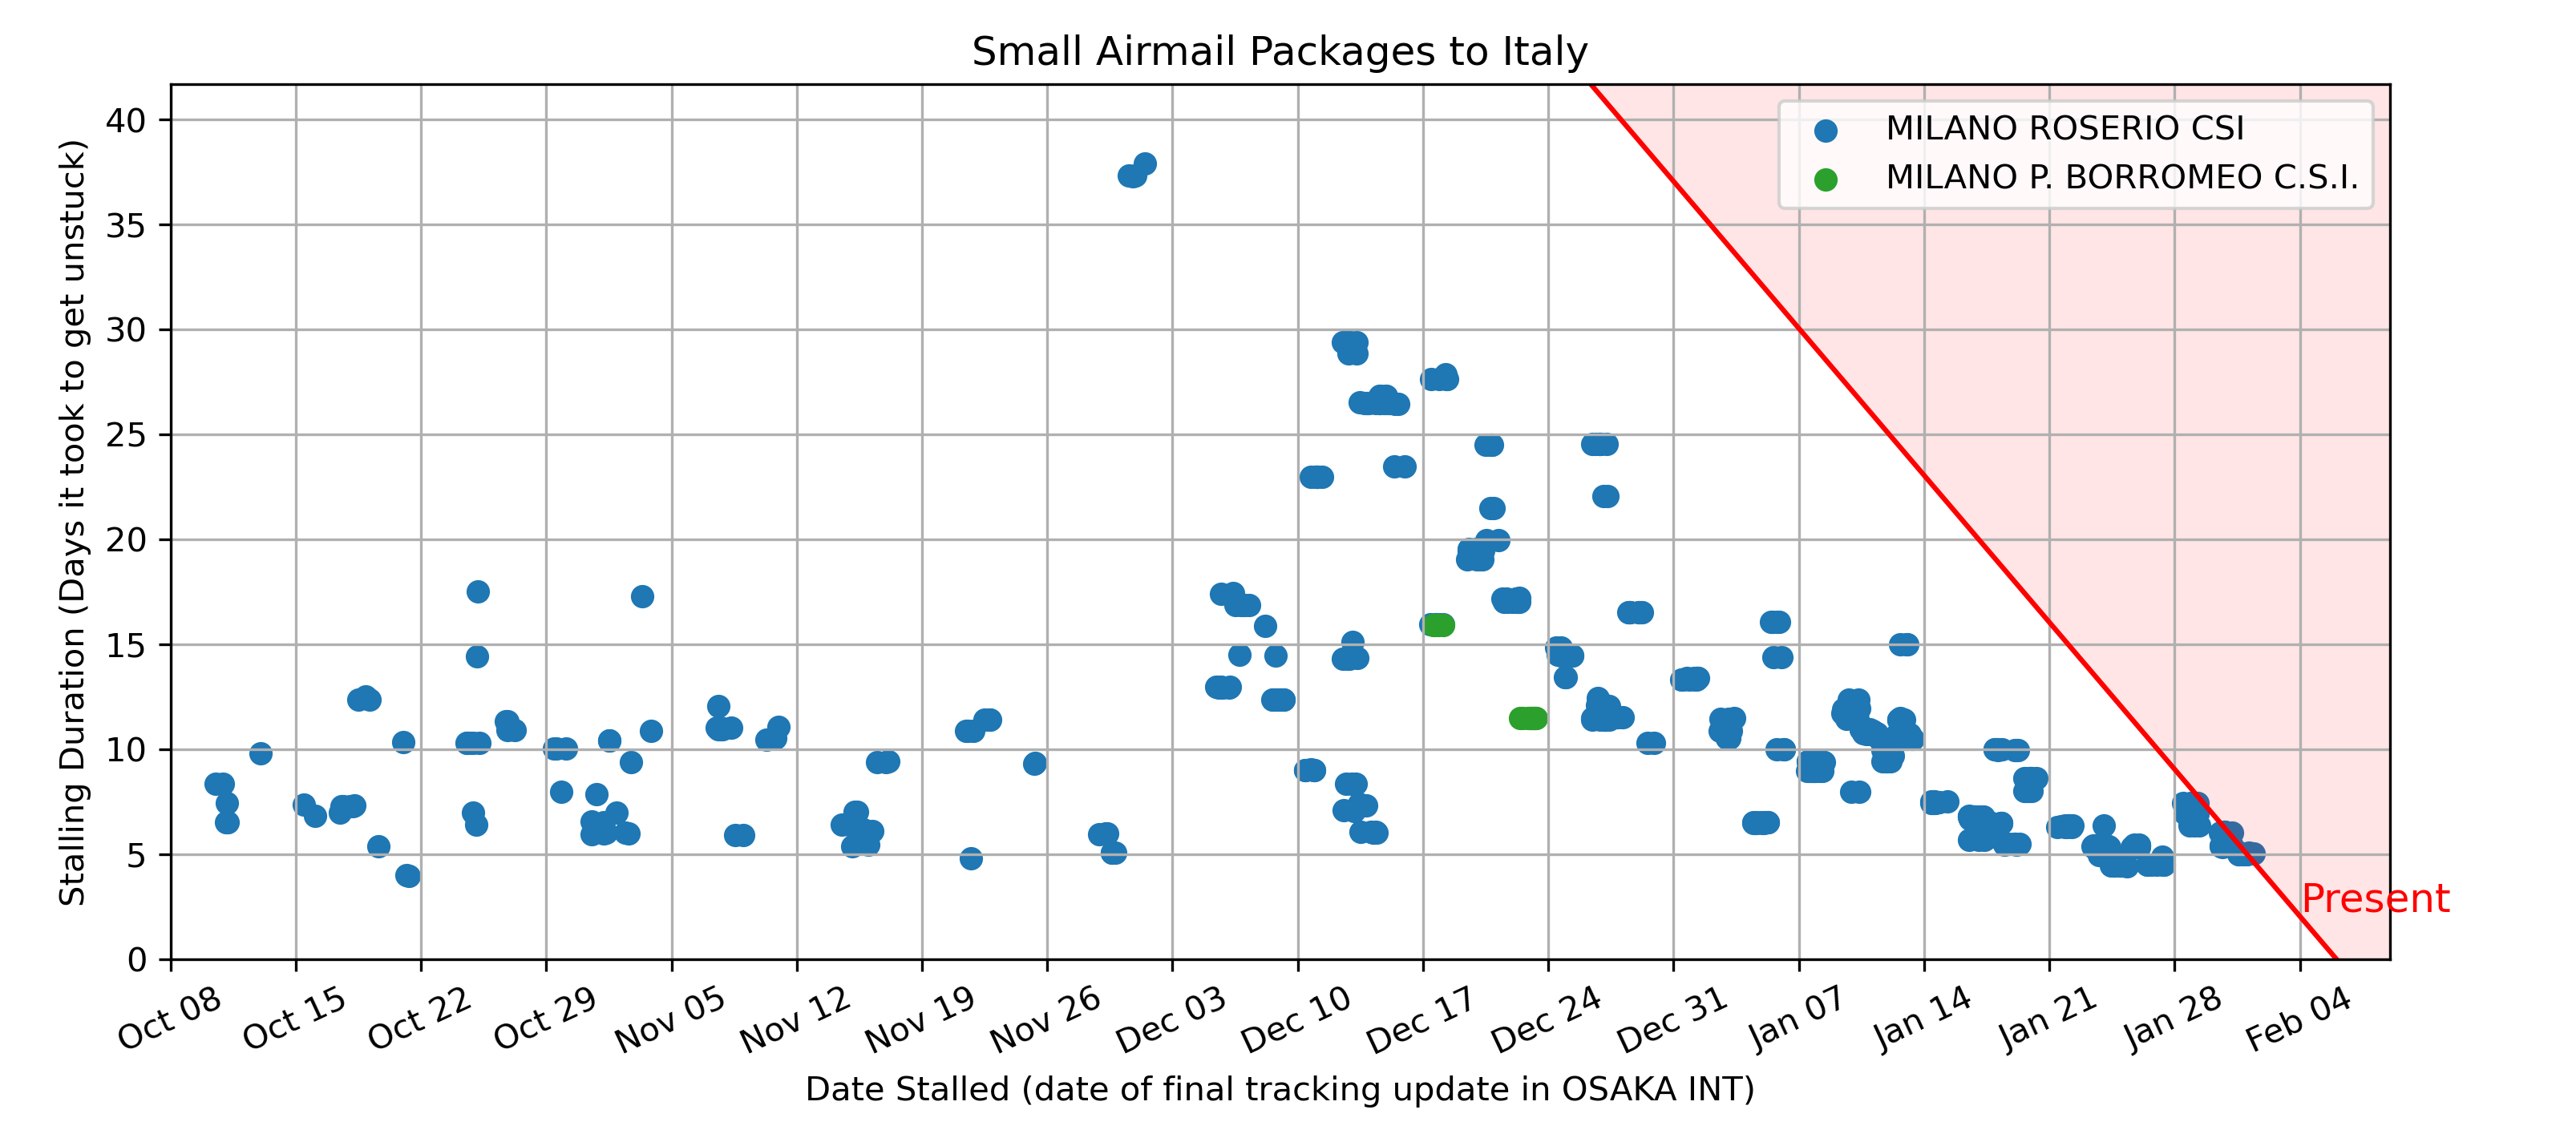 Small Airmail Packages to Italy
MILANO ROSERIO CSI
MILANO P. BORROMEO C.S.I.
Stalling Duration (Days it took to get unstuck)
40
35
30
25
20
15
10
5
0
Present
Oct 08
Oct 15
Oct 22
Oct 29
Nov 05
Nov 12
Nov 19
Nov 26
Dec 03
Dec 10
Dec 17
Dec 24
Dec 31
Jan 07
Jan 14
Jan 21
Jan 28
Feb 04
Date Stalled (date of final tracking update in OSAKA INT)